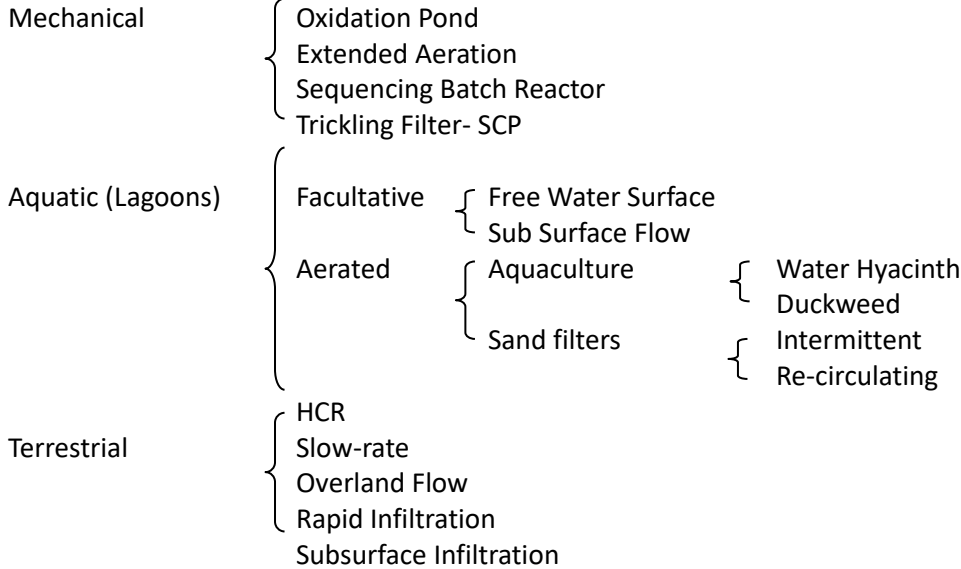 Mechanical Oxidation Pond
Extended Aeration
Sequencing Batch Reactor
Trickling Filter- SCP
Aquatic (Lagoons) Facultative Free Water Surface
Sub Surface Flow
Aerated Aquaculture Water Hyacinth
Duckweed
Sand filters Intermittent
Re-circulating
HCR
Terrestrial Slow-rate
Overland Flow
Rapid Infiltration
Subsurface Infiltration